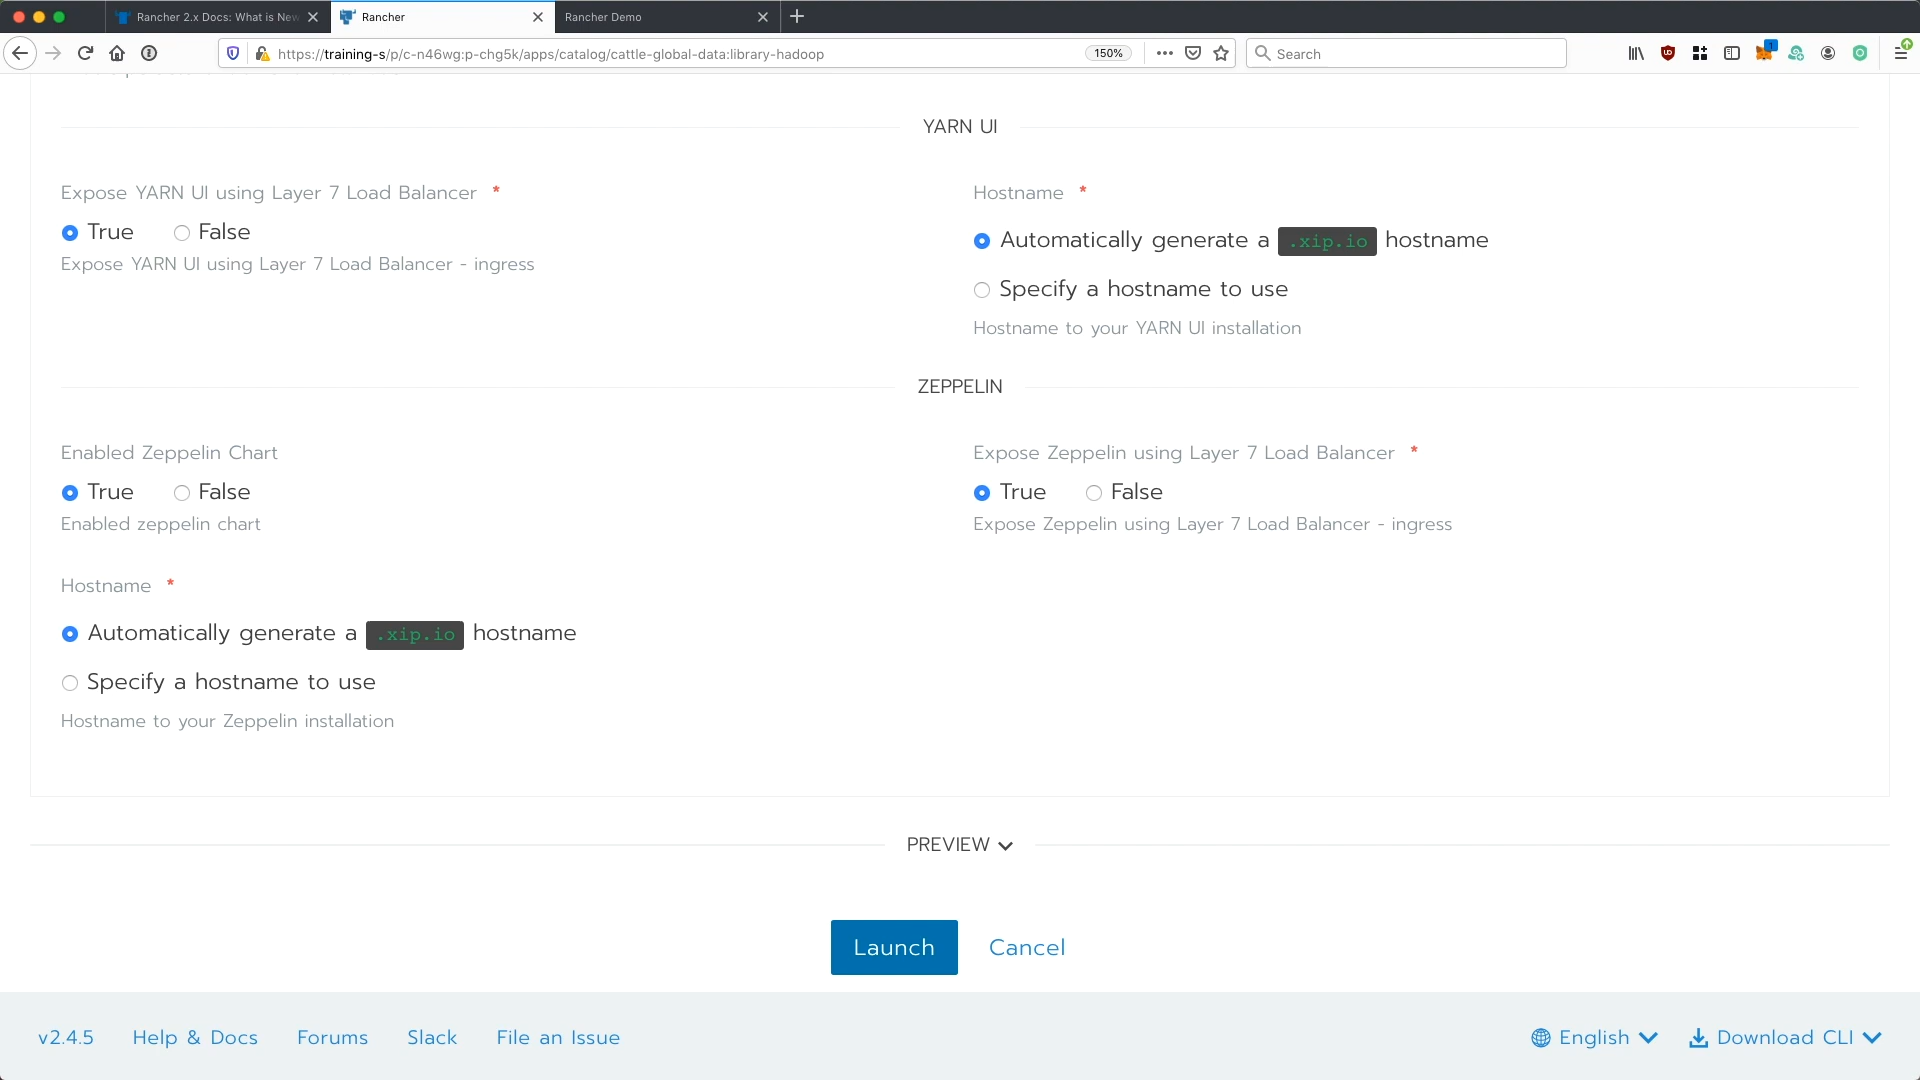 Rancher 2.x Docs: What is New
Rancher
Rancher Demo
https://training-s/p/c-n46wg:p-chg5k/apps/catalog/cattle-global-data:library-hadoop
150%
Search
1
YARN UI
Expose YARN UI using Layer 7 Load Balancer *
True False
Expose YARN UI using Layer 7 Load Balancer - ingress
Hostname *
Automatically generate a .xip.io hostname
Specify a hostname to use
Hostname to your YARN UI installation
ZEPPELIN
Enabled Zeppelin Chart
True False
Enabled zeppelin chart
Expose Zeppelin using Layer 7 Load Balancer *
True False
Expose Zeppelin using Layer 7 Load Balancer - ingress
Hostname *
Automatically generate a .xip.io hostname
Specify a hostname to use
Hostname to your Zeppelin installation
PREVIEW
Launch Cancel
v2.4.5 Help & Docs Forums Slack File an Issue English Download CLI